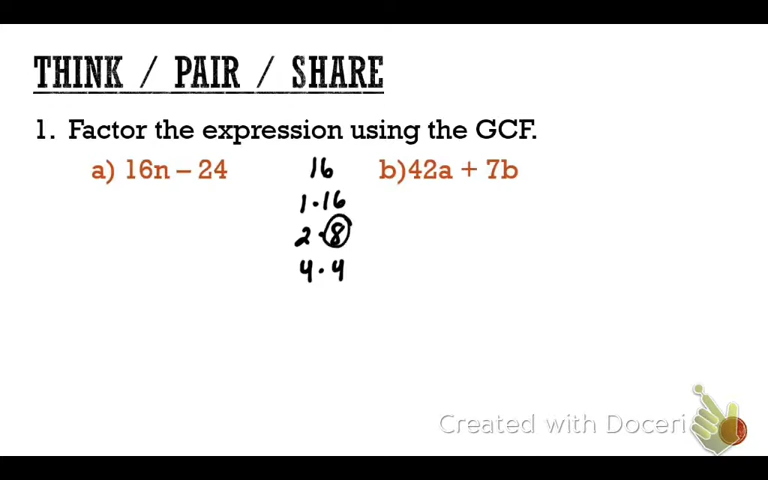 THINK / PAIR / SHARE
1. Factor the expression using the GCF.
a) 16n – 24
16
b)42a + 7b
1·16
2·8
4·4
Created with Doceri